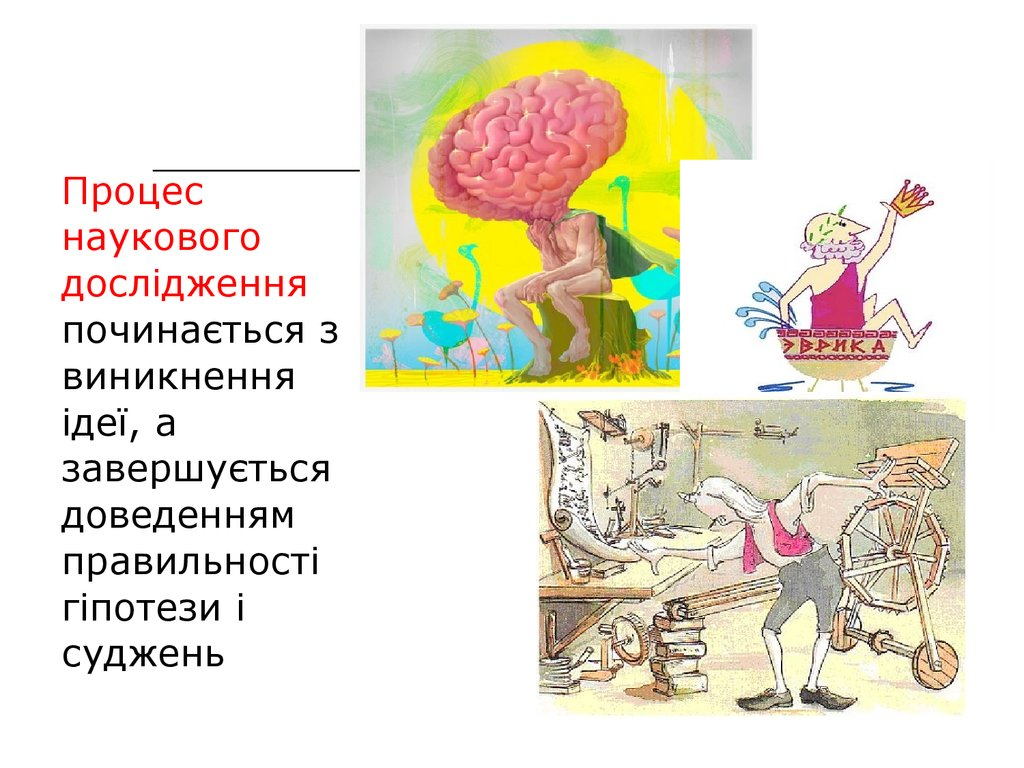 Процес
наукового
дослідження
починається з
виникнення
ідеї, а
завершується
доведенням
правильності
гіпотези і
суджень
ЭВРИКА